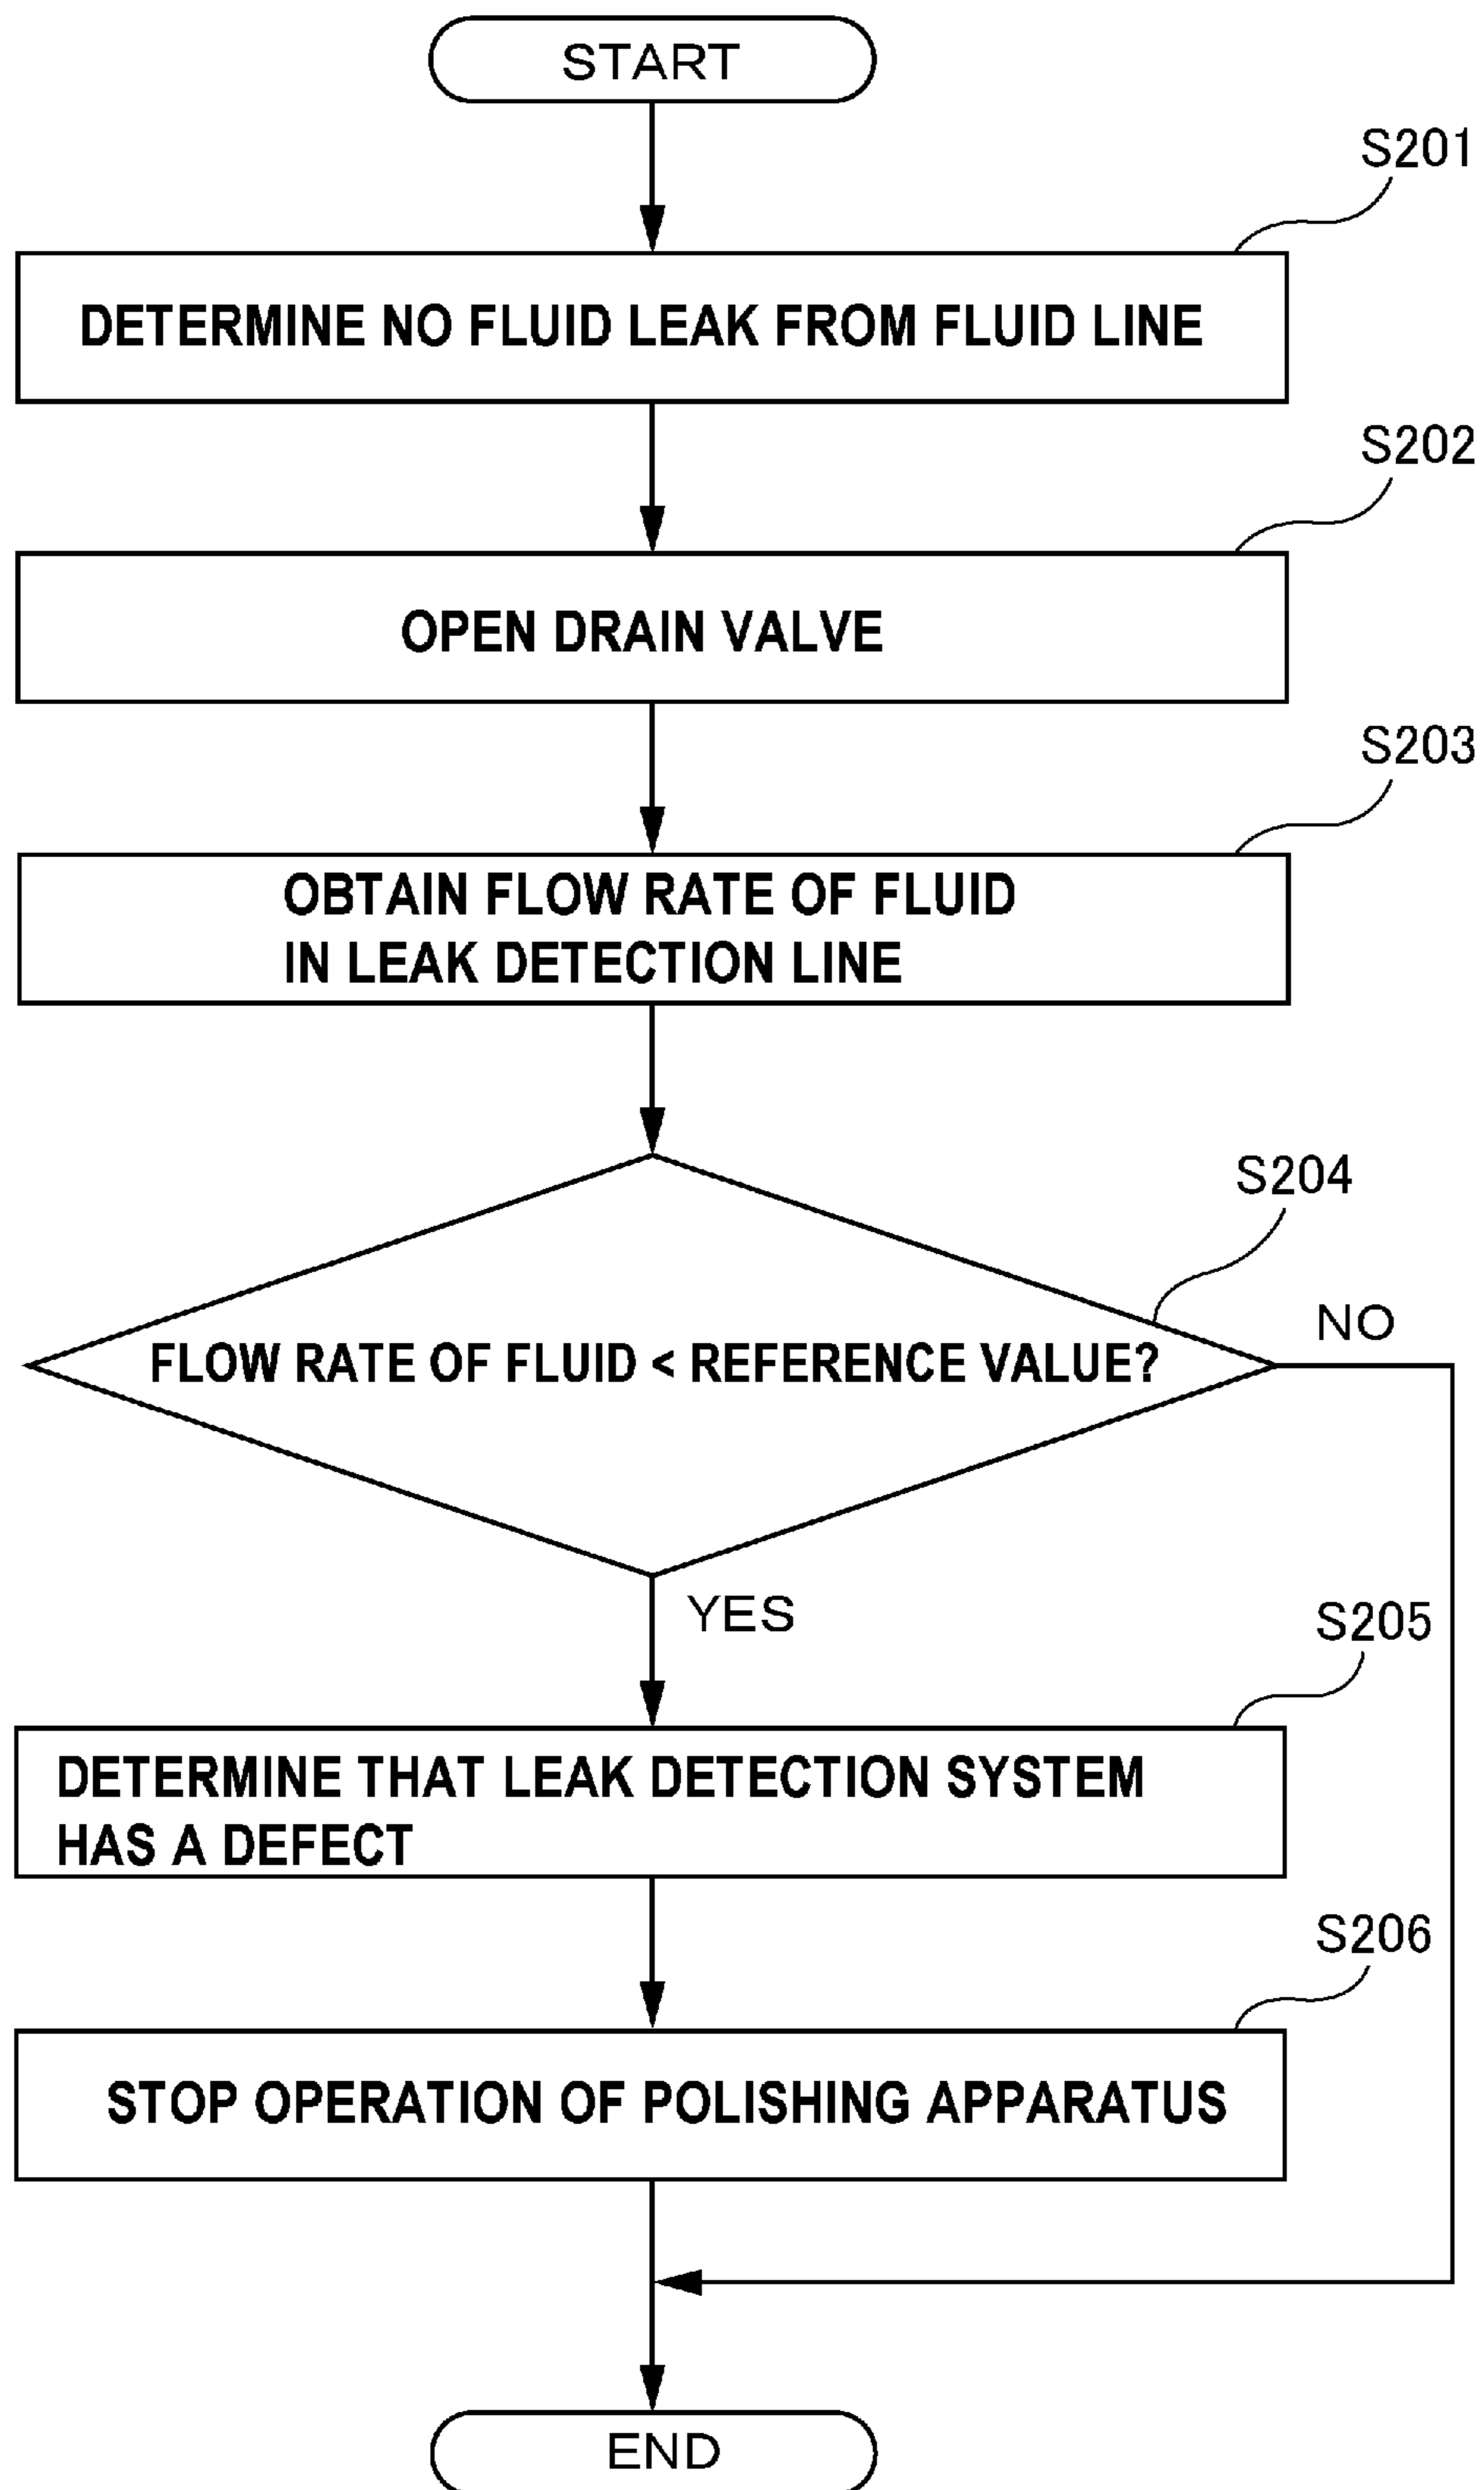 START
S201
DETERMINE NO FLUID LEAK FROM FLUID LINE
S202
OPEN DRAIN VALVE
S203
OBTAIN FLOW RATE OF FLUID
IN LEAK DETECTION LINE
S204
NO
FLOW RATE OF FLUID < REFERENCE VALUE?
YES
S205
DETERMINE THAT LEAK DETECTION SYSTEM
HAS A DEFECT
S206
STOP OPERATION OF POLISHING APPARATUS
END